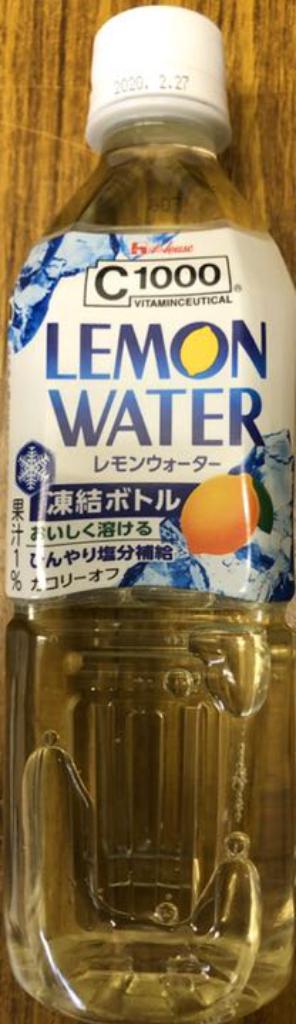 2020. 2.27
House
C1000
VITAMINCEUTICAL
LEMON
WATER
レモンウォーター
凍結ボトル
おいしく溶ける
ひんやり塩分補給
カロリーオフ
果汁1%